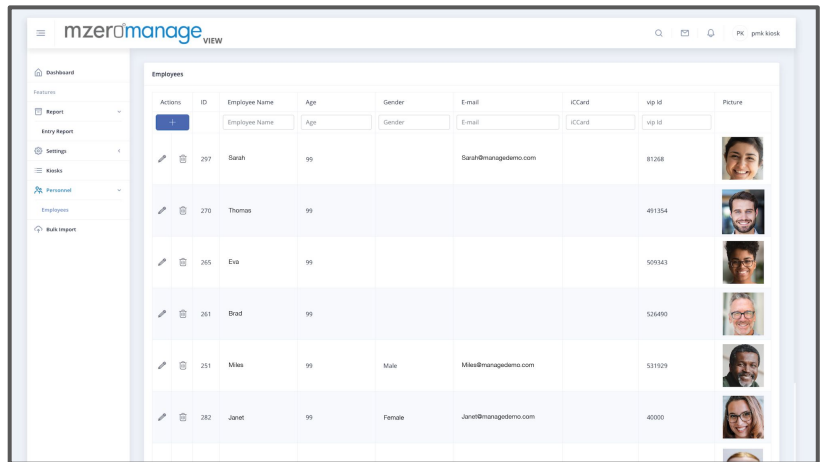 mzeromanage VIEW
PK pmk kiosk
Dashboard
Features
Report
Entry Report
Settings
Kiosks
Personnel
Employees
Bulk Import
Employees
Actions ID Employee Name Age Gender E-mail iCCard vip id Picture
+ Employee Name Age Gender E-mail iCCard vip id
297 Sarah 99 Sarah@managedemo.com 81268
270 Thomas 99 491354
265 Eva 99 509343
261 Brad 99 526490
251 Miles 99 Male Miles@managedemo.com 531929
282 Janet 99 Female Janet@managedemo.com 40000